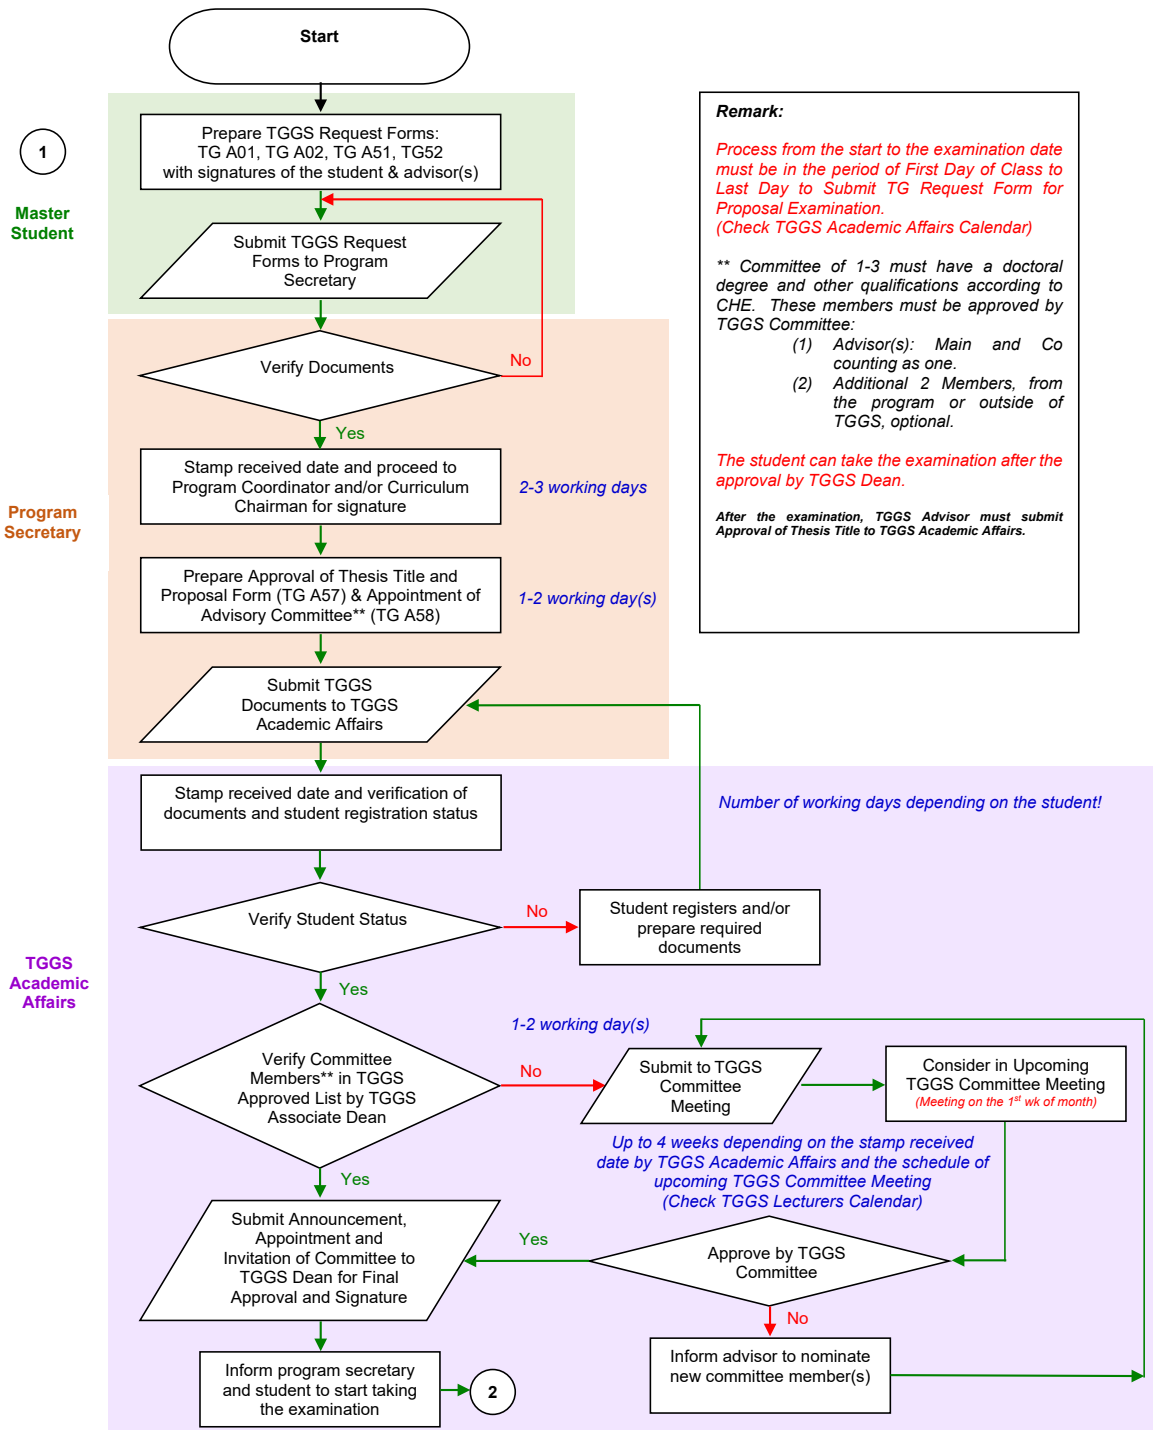 Start
1
Master
Student
Prepare TGGS Request Forms:
TG A01, TG A02, TG A51, TG52
with signatures of the student & advisor(s)
Submit TGGS Request
Forms to Program
Secretary
Remark:
Process from the start to the examination date
must be in the period of First Day of Class to
Last Day to Submit TG Request Form for
Proposal Examination.
(Check TGGS Academic Affairs Calendar)
** Committee of 1-3 must have a doctoral
degree and other qualifications according to
CHE. These members must be approved by
TGGS Committee:
(1) Advisor(s): Main and Co
counting as one.
(2) Additional 2 Members, from
the program or outside of
TGGS, optional.
The student can take the examination after the
approval by TGGS Dean.
After the examination, TGGS Advisor must submit
Approval of Thesis Title to TGGS Academic Affairs.
Program
Secretary
Verify Documents
No
Yes
Stamp received date and proceed to
Program Coordinator and/or Curriculum
Chairman for signature
2-3 working days
Prepare Approval of Thesis Title and
Proposal Form (TG A57) & Appointment of
Advisory Committee** (TG A58)
1-2 working day(s)
Submit TGGS
Documents to TGGS
Academic Affairs
TGGS
Academic
Affairs
Stamp received date and verification of
documents and student registration status
Number of working days depending on the student!
Verify Student Status
No
Student registers and/or
prepare required
documents
Yes
1-2 working day(s)
Verify Committee
Members** in TGGS
Approved List by TGGS
Associate Dean
No
Submit to TGGS
Committee
Meeting
Consider in Upcoming
TGGS Committee Meeting
(Meeting on the 1st wk of month)
Up to 4 weeks depending on the stamp received
date by TGGS Academic Affairs and the schedule of
upcoming TGGS Committee Meeting
(Check TGGS Lecturers Calendar)
Yes
Submit Announcement,
Appointment and
Invitation of Committee to
TGGS Dean for Final
Approval and Signature
Yes
Approve by TGGS
Committee
No
Inform advisor to nominate
new committee member(s)
Inform program secretary
and student to start taking
the examination
2